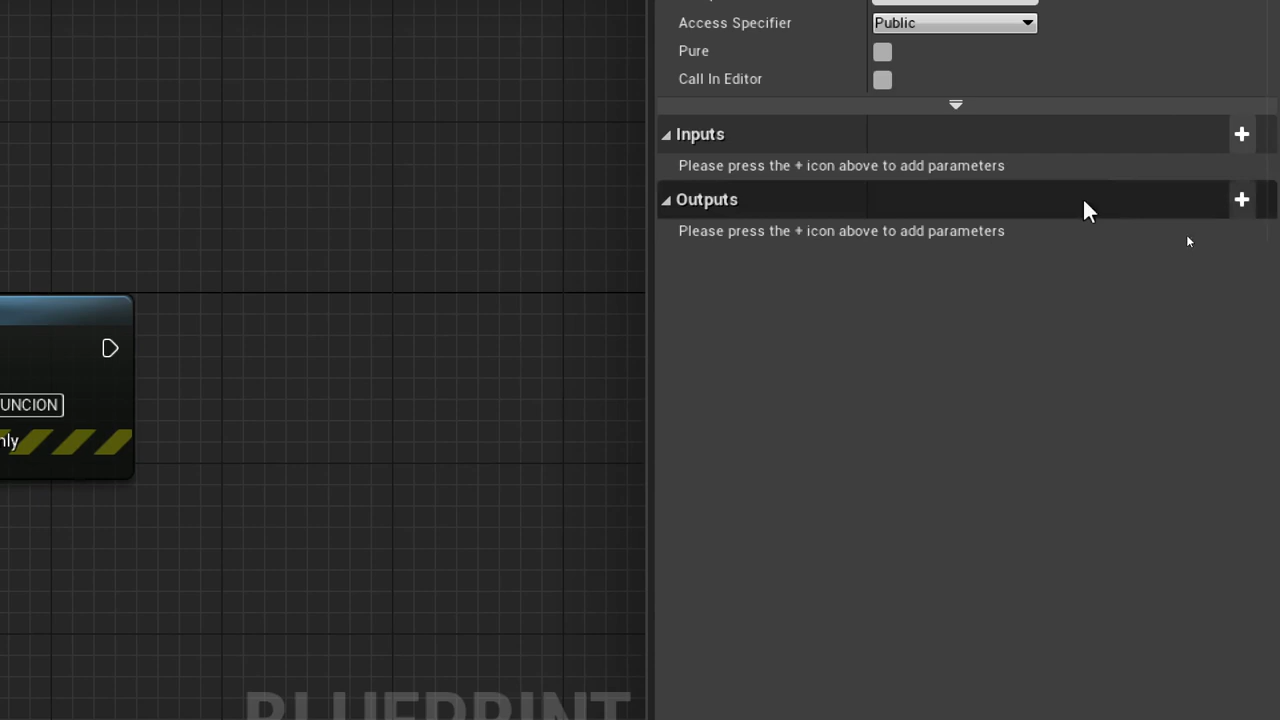 Access Specifier
Public
Pure
Call In Editor
Inputs
Please press the + icon above to add parameters
Outputs
Please press the + icon above to add parameters
UNCION
nly
BLUEPRINT